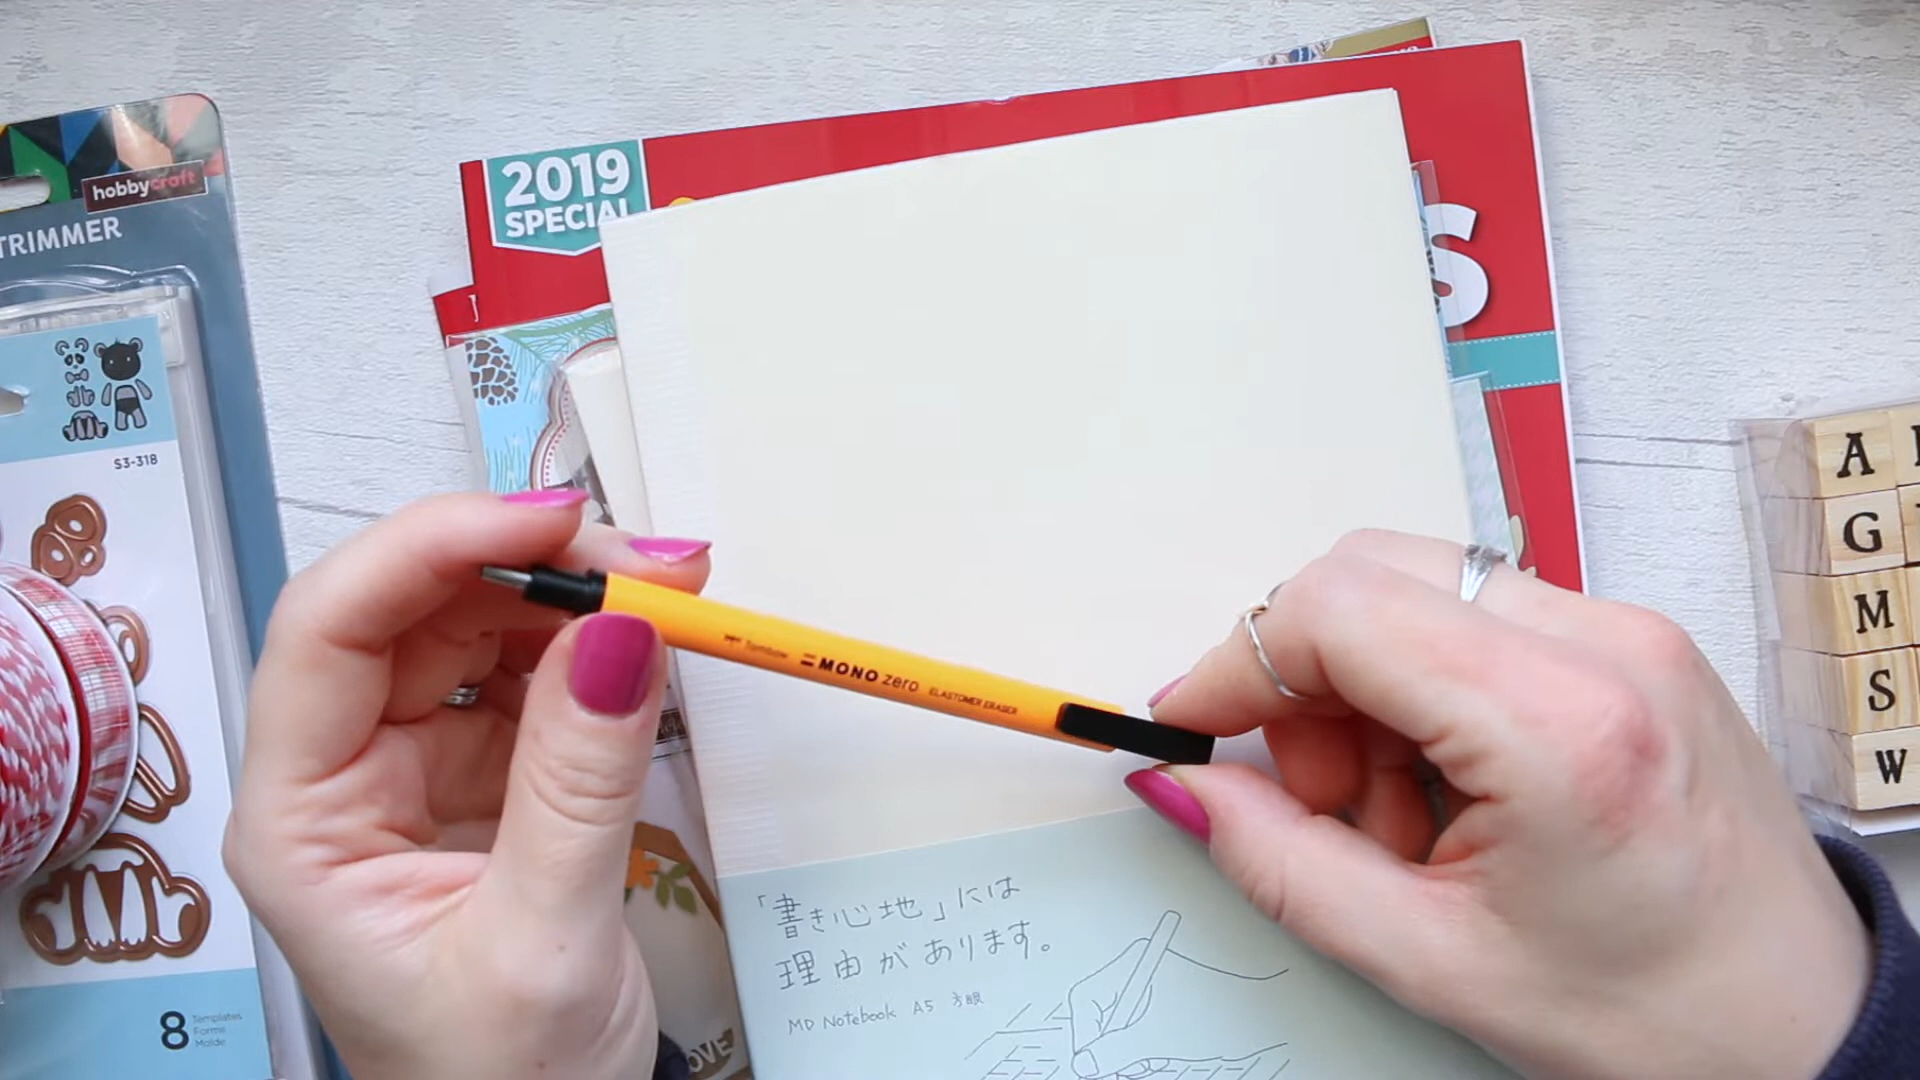 hobbycraft
TRIMMER
S3-318
8
Templates
Forme
Molde
2019
SPECIAL
S
Tombow MONO zero ELASTOMER ERASER
「書き心地」には
理由があります。
MD Notebook A5 方眼
OVE
A
G
M
S
W